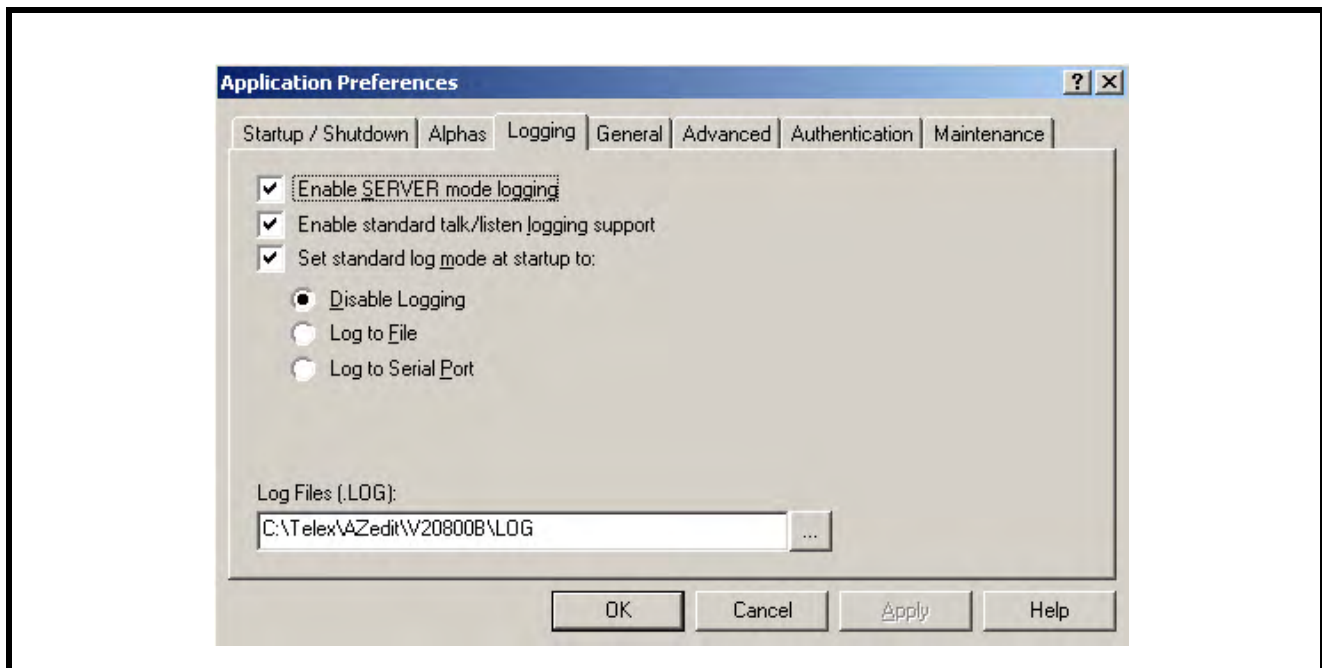 Application Preferences
Startup / Shutdown Alphas Logging General Advanced Authentication Maintenance
Enable SERVER mode logging
Enable standard talk/listen logging support
Set standard log mode at startup to:
Disable Logging
Log to File
Log to Serial Port
Log Files (.LOG):
C:\Telex\AZedit\V20800B\LOG
...
OK Cancel Apply Help